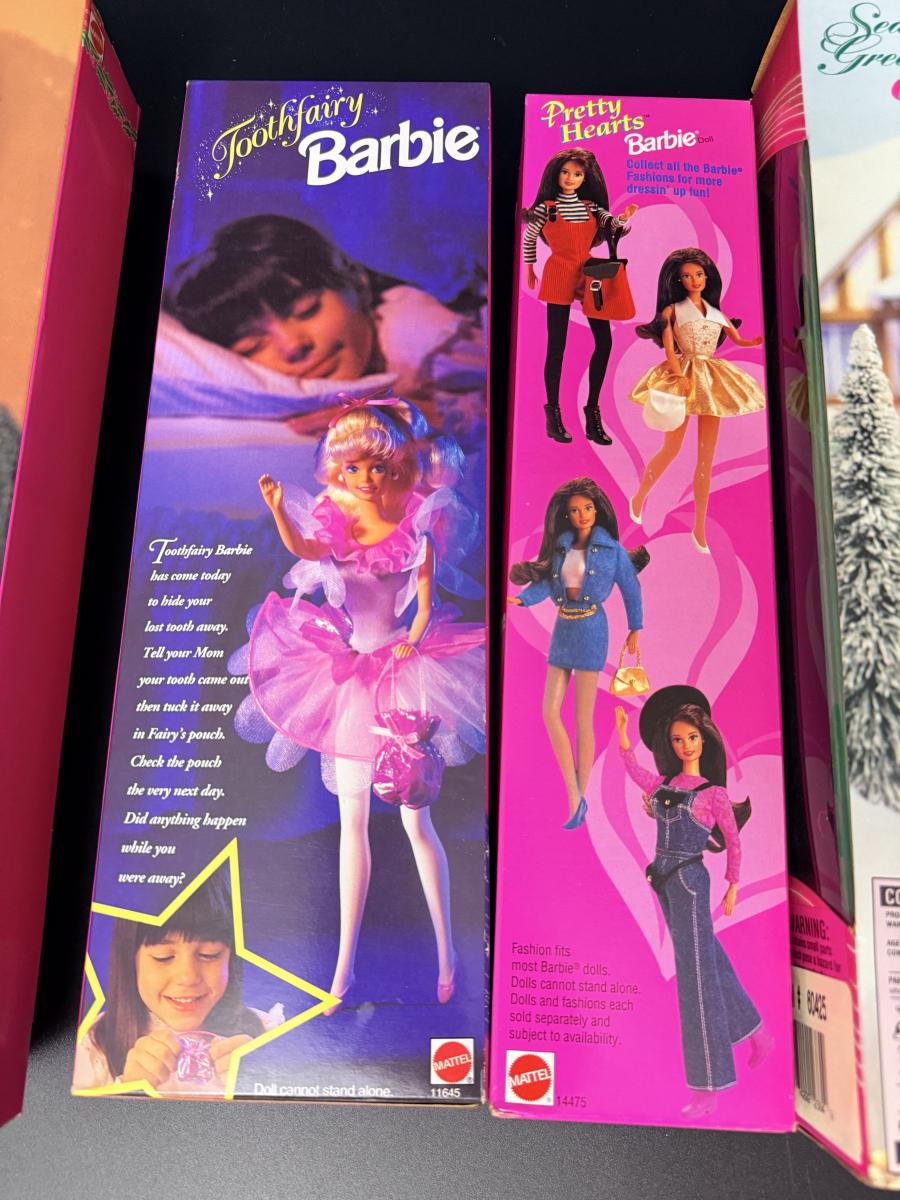 Toothfairy
Barbie®
Toothfairy Barbie
has come today
to hide your
lost tooth away.
Tell your Mom
your tooth came out
then tuck it away
in Fairy's pouch.
Check the pouch
the very next day.
Did anything happen
while you
were away?
Doll cannot stand alone.
MATTEL
11645
Pretty
Hearts™
Barbie® Doll
Collect all the Barbie®
Fashions for more
dressin' up fun!
Fashion fits
most Barbie® dolls.
Dolls cannot stand alone.
Dolls and fashions each
sold separately and
subject to availability.
MATTEL
® 14475
WARNING:
small parts
60425